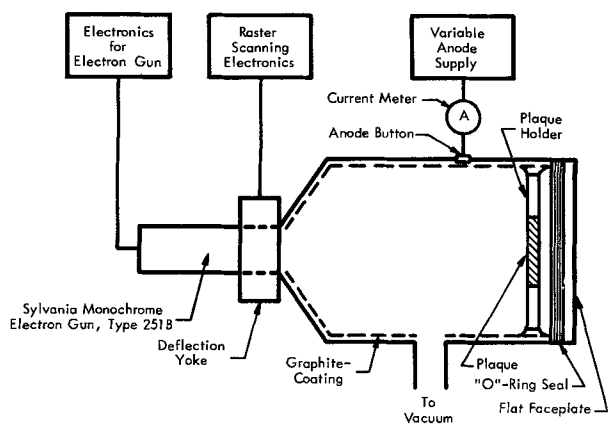 Electronics
for
Electron Gun
Raster
Scanning
Electronics
Variable
Anode
Supply
Current Meter
A
Anode Button
Plaque
Holder
Sylvania Monochrome
Electron Gun, Type 251B
Deflection
Yoke
Graphite-
Coating
To
Vacuum
Plaque
"O"-Ring Seal
Flat Faceplate